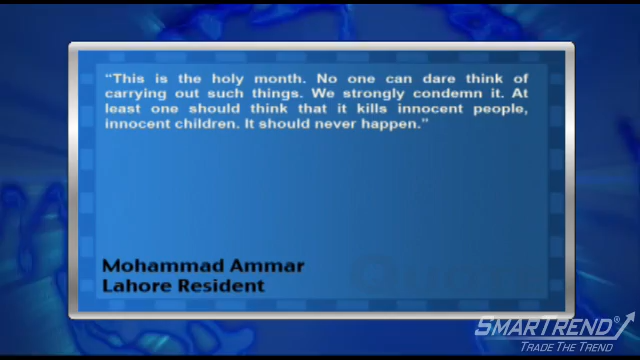 “This is the holy month. No one can dare think of
carrying out such things. We strongly condemn it. At
least one should think that it kills innocent people,
innocent children. It should never happen.”
Mohammad Ammar
Lahore Resident
SMARTREND®
TRADE THE TREND